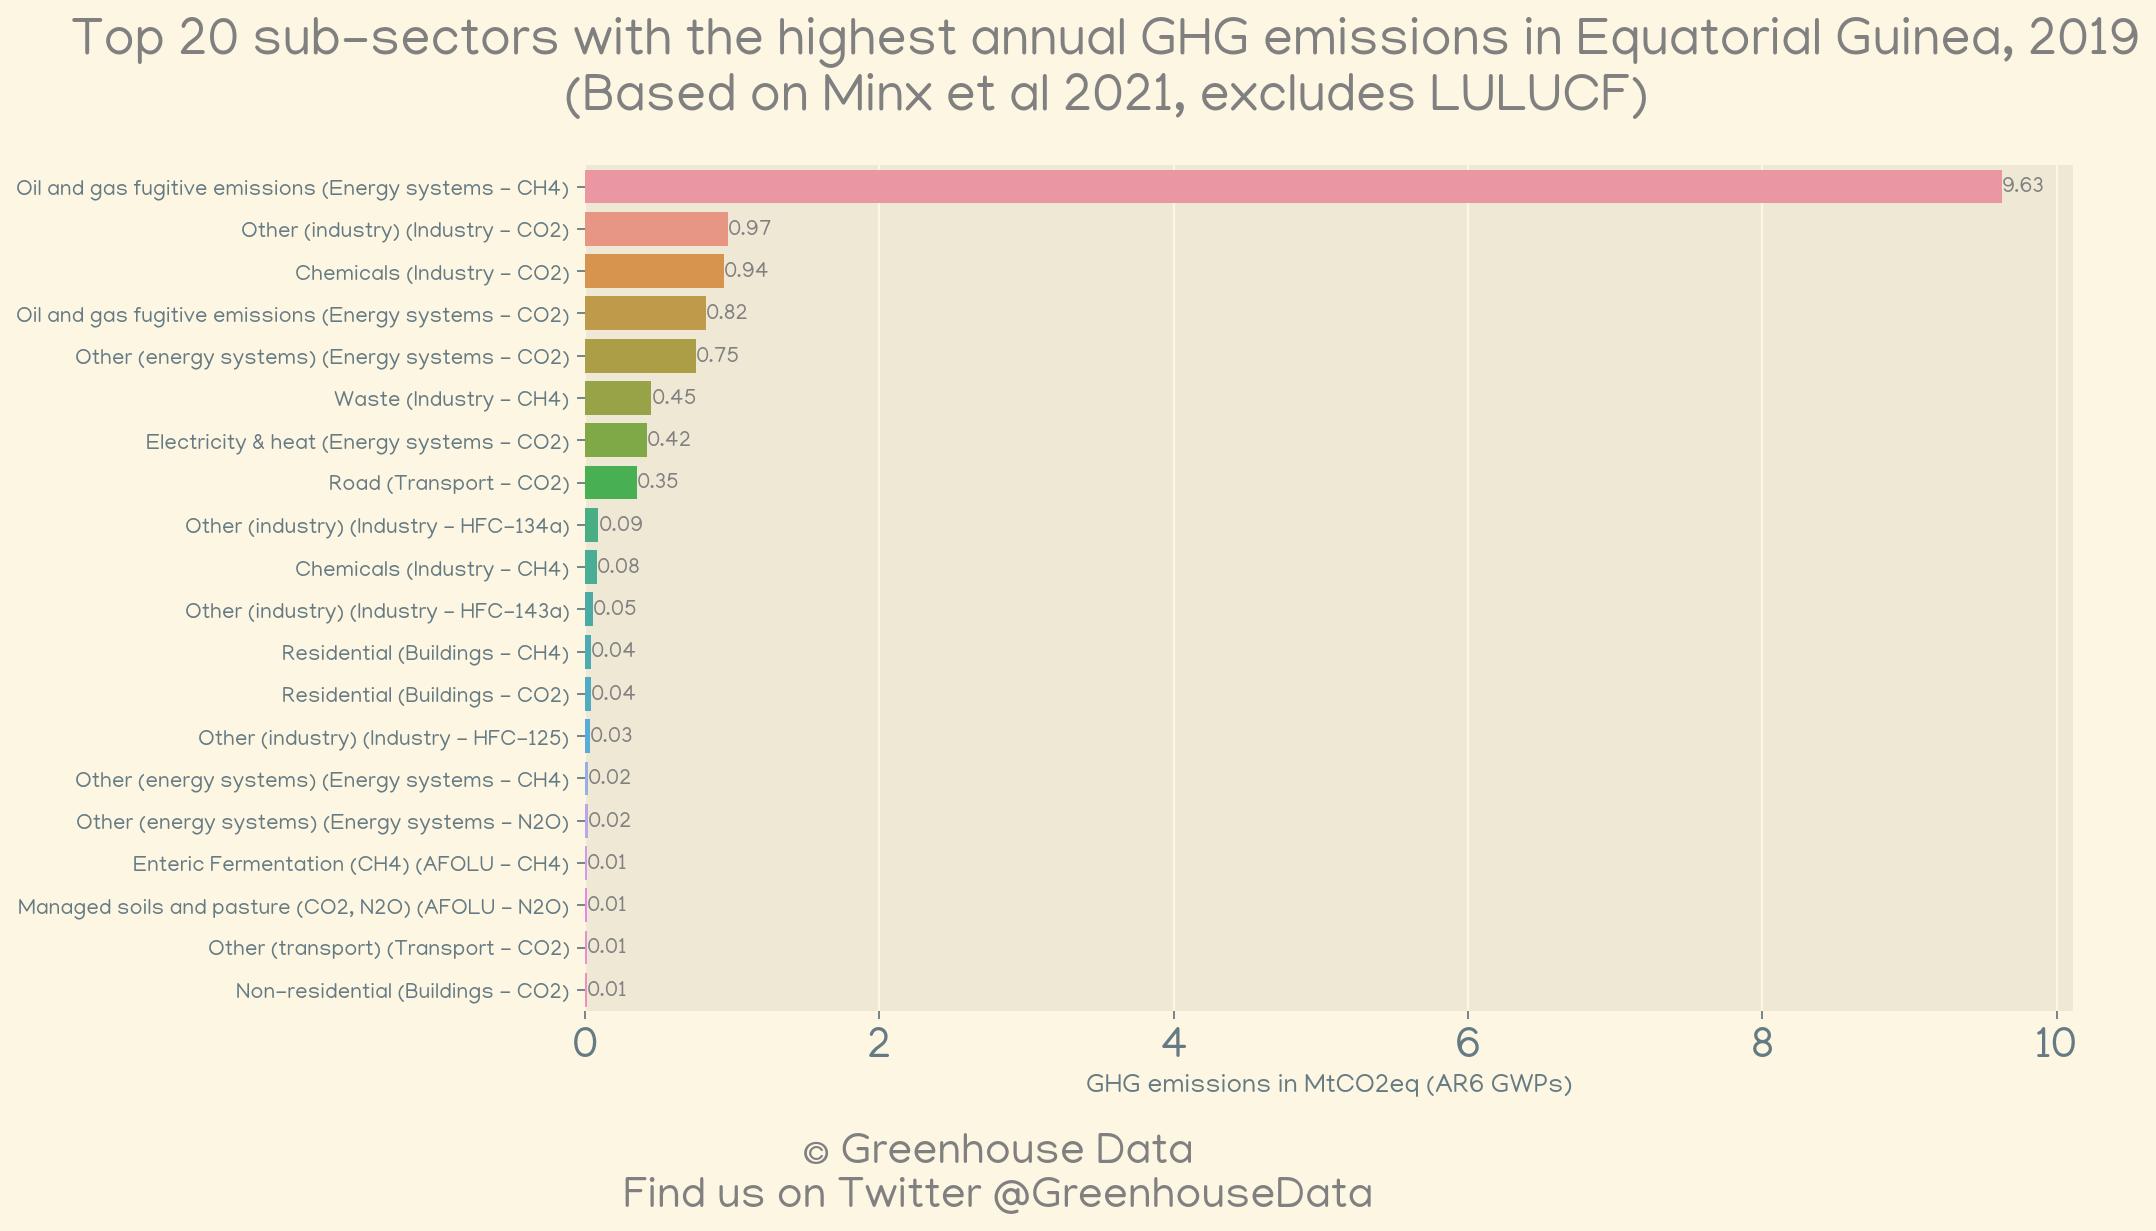 Top 20 sub-sectors with the highest annual GHG emissions in Equatorial Guinea, 2019
(Based on Minx et al 2021, excludes LULUCF)
Oil and gas fugitive emissions (Energy systems - CH4) 9.63
Other (industry) (Industry - CO2) 0.97
Chemicals (Industry - CO2) 0.94
Oil and gas fugitive emissions (Energy systems - CO2) 0.82
Other (energy systems) (Energy systems - CO2) 0.75
Waste (Industry - CH4) 0.45
Electricity & heat (Energy systems - CO2) 0.42
Road (Transport - CO2) 0.35
Other (industry) (Industry - HFC-134a) 0.09
Chemicals (Industry - CH4) 0.08
Other (industry) (Industry - HFC-143a) 0.05
Residential (Buildings - CH4) 0.04
Residential (Buildings - CO2) 0.04
Other (industry) (Industry - HFC-125) 0.03
Other (energy systems) (Energy systems - CH4) 0.02
Other (energy systems) (Energy systems - N2O) 0.02
Enteric Fermentation (CH4) (AFOLU - CH4) 0.01
Managed soils and pasture (CO2, N2O) (AFOLU - N2O) 0.01
Other (transport) (Transport - CO2) 0.01
Non-residential (Buildings - CO2) 0.01
0 2 4 6 8 10
GHG emissions in MtCO2eq (AR6 GWPs)
© Greenhouse Data
Find us on Twitter @GreenhouseData